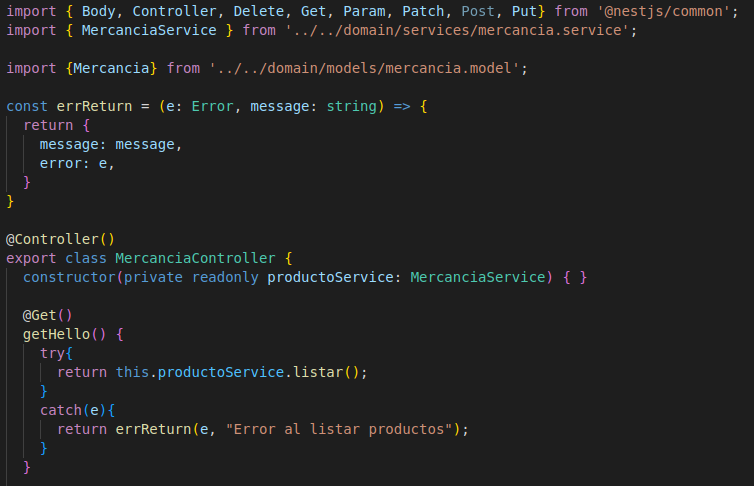 import { Body, Controller, Delete, Get, Param, Patch, Post, Put} from '@nestjs/common';
import { MercanciaService } from '../../domain/services/mercancia.service';
import {Mercancia} from '../../domain/models/mercancia.model';
const errReturn = (e: Error, message: string) => {
return {
message: message,
error: e,
}
}
@Controller()
export class MercanciaController {
constructor(private readonly productoService: MercanciaService) { }
@Get()
getHello() {
try{
return this.productoService.listar();
}
catch(e){
return errReturn(e, "Error al listar productos");
}
}